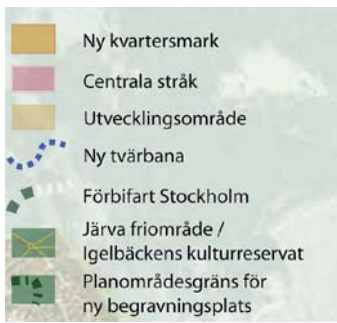 Ny kvartersmark
Centrala stråk
Utvecklingsområde
Ny tvärbana
Förbifart Stockholm
Järva friområde /
Igelbäckens kulturreservat
Planområdesgräns för
ny begravningsplats